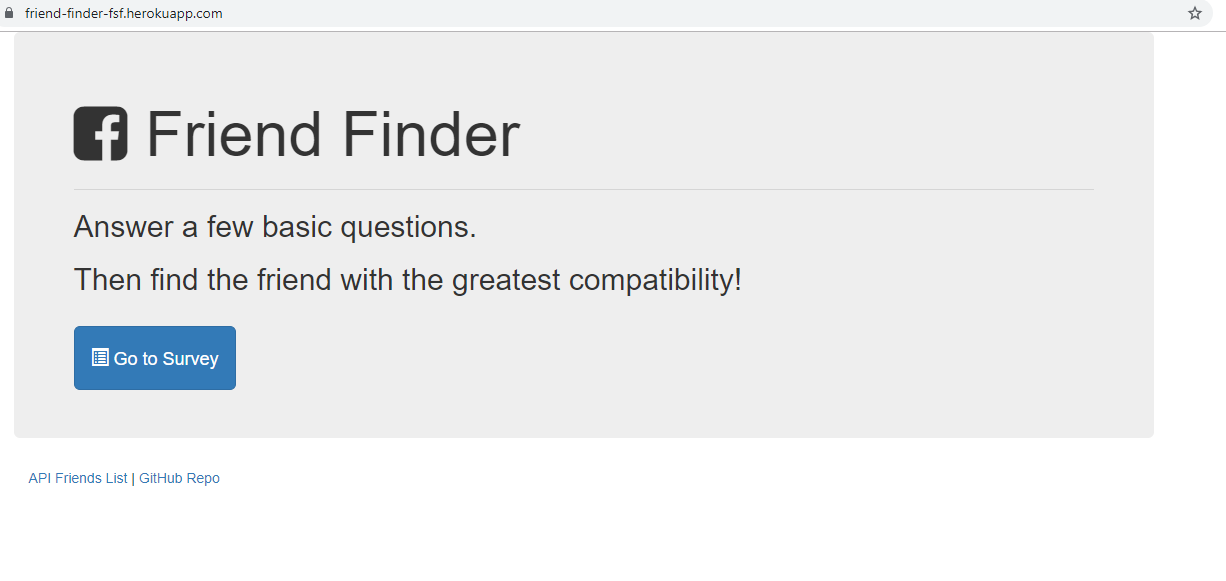 friend-finder-fsf.herokuapp.com
Friend Finder
Answer a few basic questions.
Then find the friend with the greatest compatibility!
Go to Survey
API Friends List | GitHub Repo